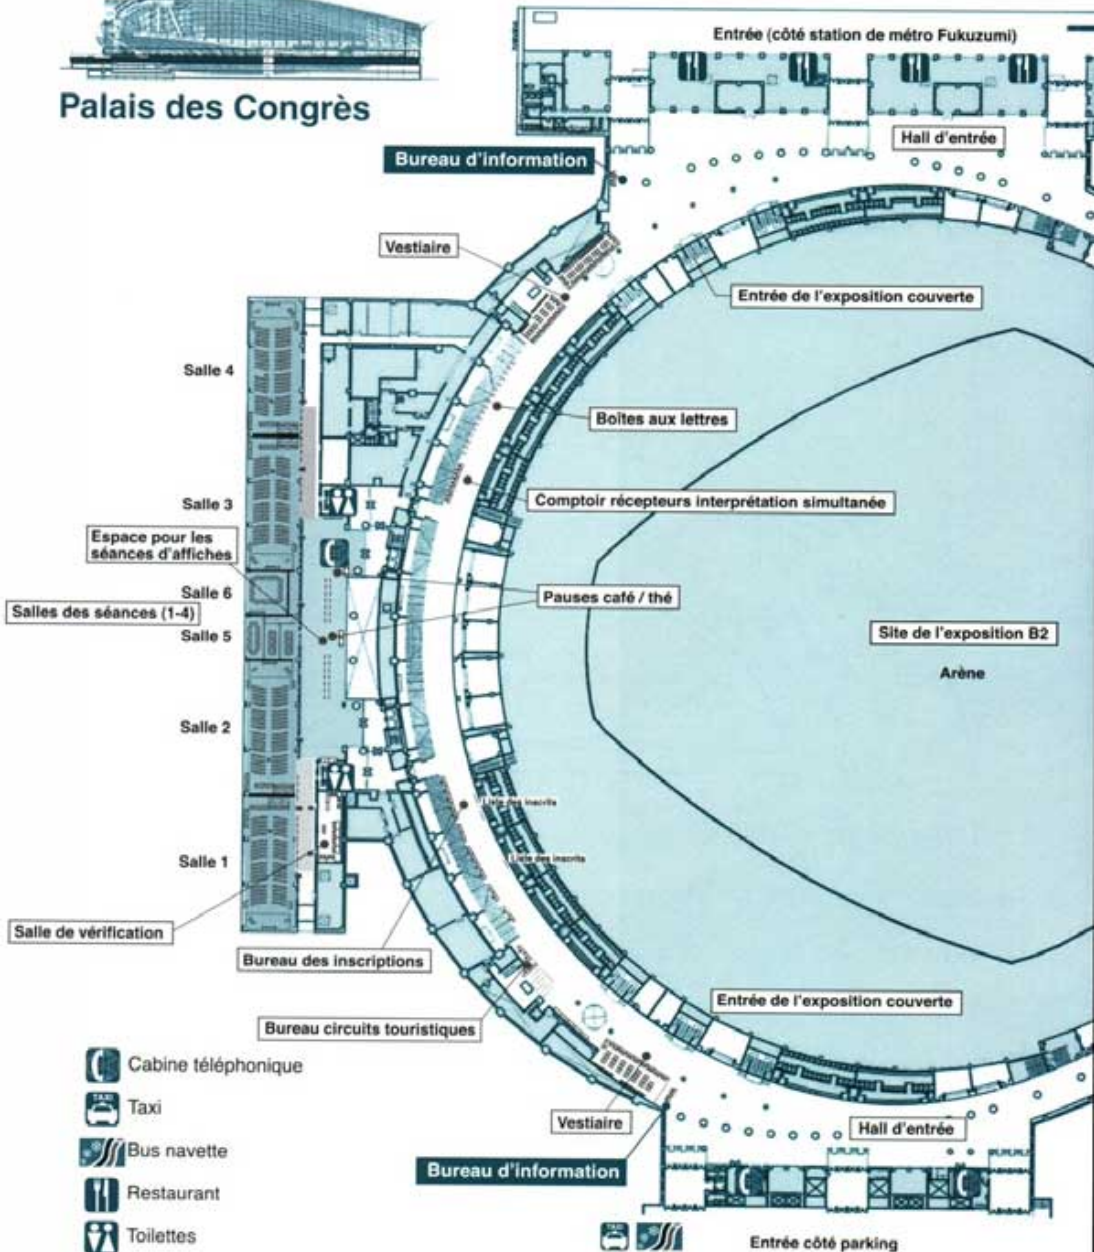 Palais des Congrès
Entrée (côté station de métro Fukuzumi)
Hall d'entrée
Bureau d'information
Vestiaire
Entrée de l'exposition couverte
Salle 4
Boîtes aux lettres
Salle 3
Comptoir récepteurs interprétation simultanée
Espace pour les
séances d'affiches
Salle 6
Pauses café / thé
Salles des séances (1-4)
Salle 5
Site de l'exposition B2
Arène
Salle 2
Liste des inscrits
Liste des inscrits
Salle 1
Salle de vérification
Bureau des inscriptions
Entrée de l'exposition couverte
Bureau circuits touristiques
Cabine téléphonique
TAXI
Taxi
Vestiaire
Hall d'entrée
Bus navette
Bureau d'information
Restaurant
Toilettes
TAXI
Entrée côté parking